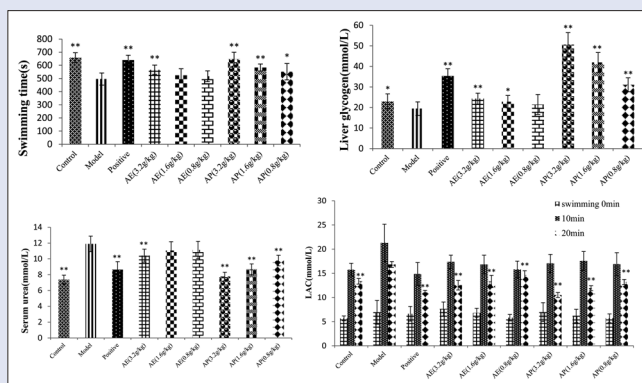 Swimming time(s)
800
700
600
500
400
300
200
100
0
** ** ** ** ** *
Control Model Positive AE(3.2g/kg) AE(1.6g/kg) AE(0.8g/kg) AP(3.2g/kg) AP(1.6g/kg) AP(0.8g/kg)
Liver glycogen(mmol/L)
60
50
40
30
20
10
0
* ** ** * ** ** **
Control Model Positive AE(3.2g/kg) AE(1.6g/kg) AE(0.8g/kg) AP(3.2g/kg) AP(1.6g/kg) AP(0.8g/kg)
Serum urea(mmol/L)
14
12
10
8
6
4
2
0
** ** ** ** ** **
Control Model Positive AE(3.2g/kg) AE(1.6g/kg) AE(0.8g/kg) AP(3.2g/kg) AP(1.6g/kg) AP(0.8g/kg)
LAC(mmol/L)
30
25
20
15
10
5
0
swimming 0min
10min
20min
** ** ** ** ** ** ** **
Control Model Positive AE(3.2g/kg) AE(1.6g/kg) AE(0.8g/kg) AP(3.2g/kg) AP(1.6g/kg) AP(0.8g/kg)